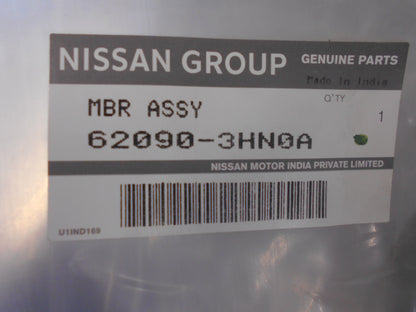 NISSAN GROUP GENUINE PARTS
Made in India
MBR ASSY Q'TY
62090-3HN0A 1
NISSAN MOTOR INDIA PRIVATE LIMITED
U1IND169